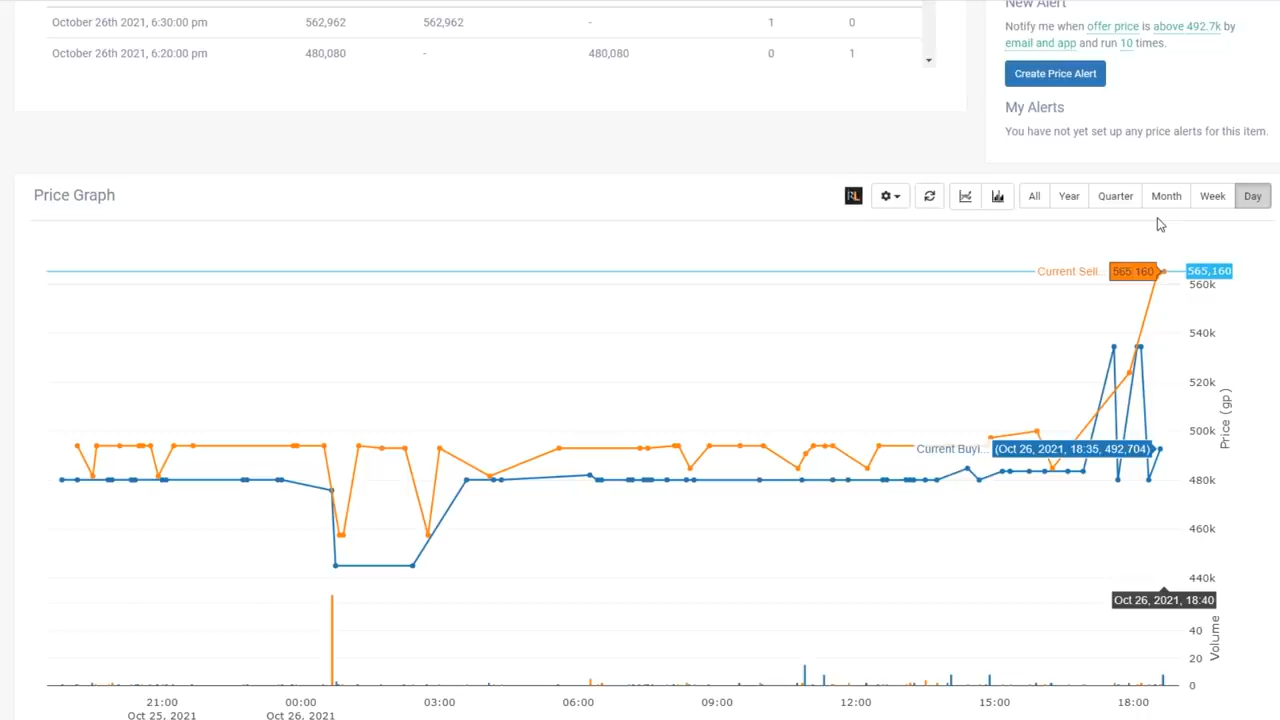 New Alert
October 26th 2021, 6:30:00 pm 562,962 562,962 - 1 0
Notify me when offer price is above 492.7k by
email and app and run 10 times.
October 26th 2021, 6:20:00 pm 480,080 - 480,080 0 1
Create Price Alert
My Alerts
You have not yet set up any price alerts for this item.
Price Graph
RL
All Year Quarter Month Week Day
Current Sell... 565 160 565,160
560k
540k
520k
500k
Current Buyi... (Oct 26, 2021, 18:35, 492,704)
480k
460k
440k
Price (gp)
Oct 26, 2021, 18:40
40
20
0
Volume
21:00 00:00 03:00 06:00 09:00 12:00 15:00 18:00
Oct 25, 2021 Oct 26, 2021